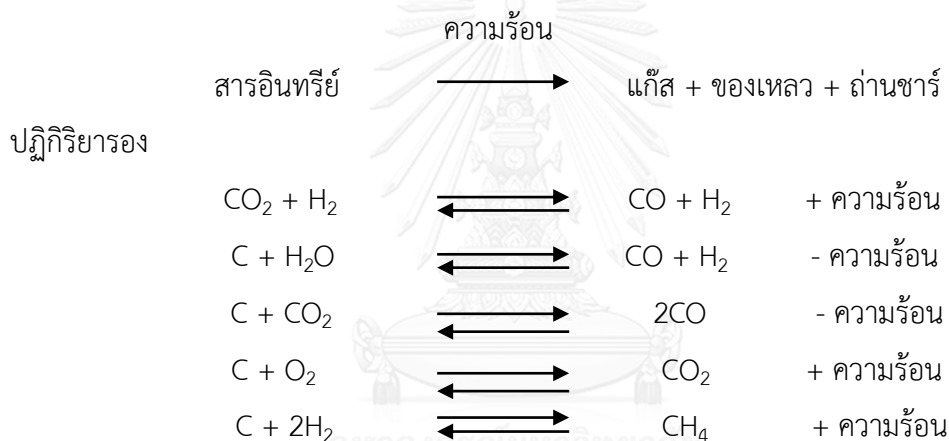 ความร้อน
สารอินทรีย์ → แก๊ส + ของเหลว + ถ่านชาร์
ปฏิกิริยารอง
CO₂ + H₂ ⇌ CO + H₂ + ความร้อน
C + H₂O ⇌ CO + H₂ - ความร้อน
C + CO₂ ⇌ 2CO - ความร้อน
C + O₂ ⇌ CO₂ + ความร้อน
C + 2H₂ ⇌ CH₄ + ความร้อน